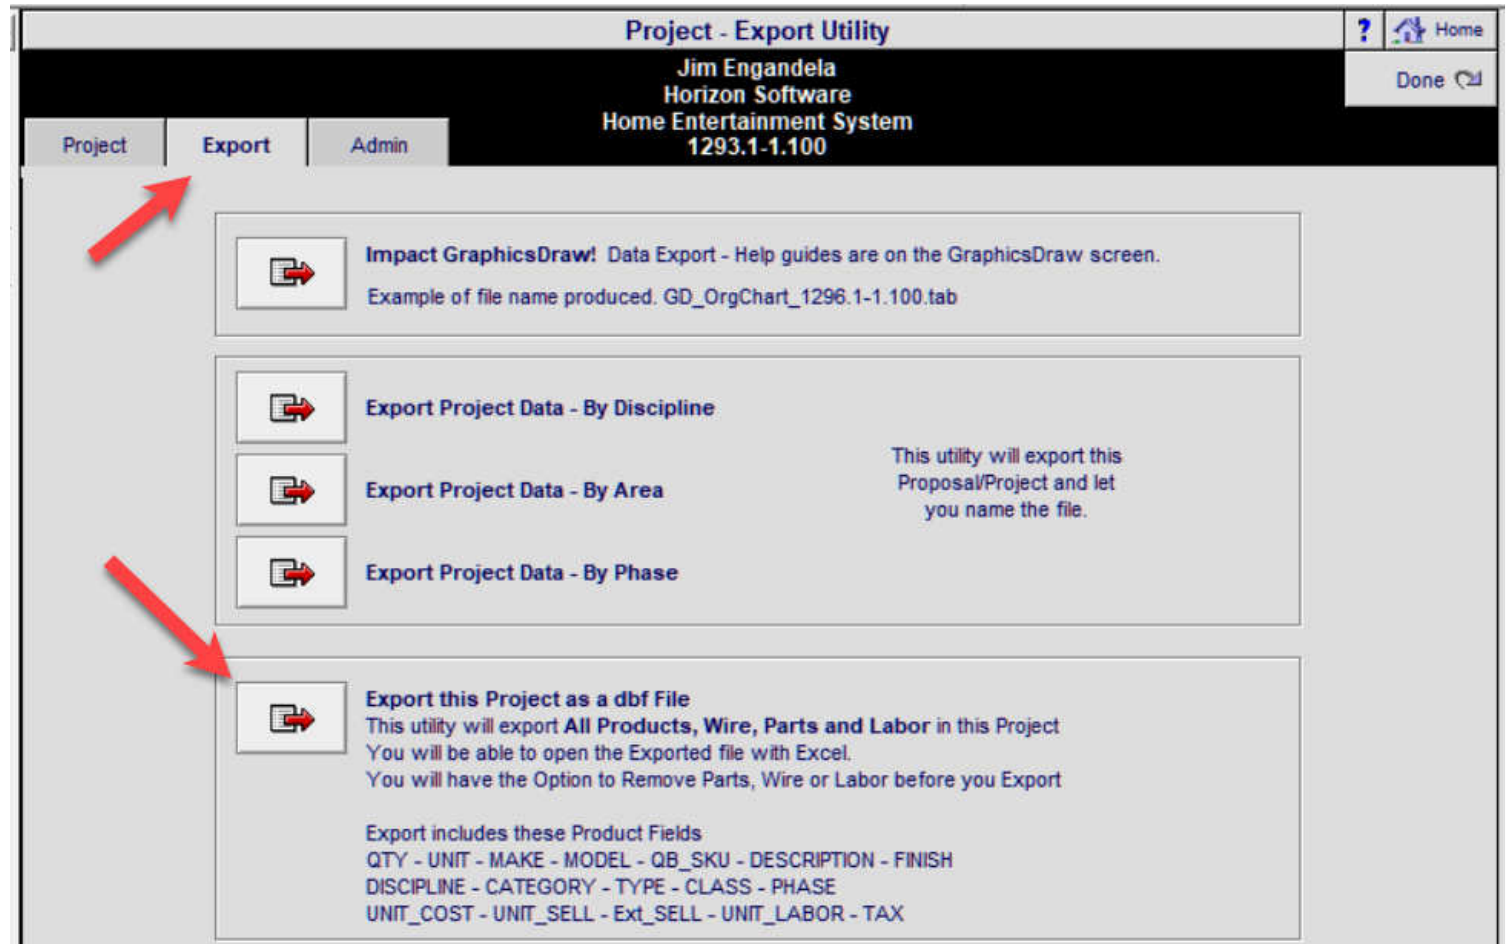 Project - Export Utility
? Home
Jim Engandela
Done
Horizon Software
Home Entertainment System
1293.1-1.100
Project Export Admin
Impact GraphicsDraw! Data Export - Help guides are on the GraphicsDraw screen.
Example of file name produced. GD_OrgChart_1296.1-1.100.tab
Export Project Data - By Discipline
Export Project Data - By Area
Export Project Data - By Phase
This utility will export this
Proposal/Project and let
you name the file.
Export this Project as a dbf File
This utility will export All Products, Wire, Parts and Labor in this Project
You will be able to open the Exported file with Excel.
You will have the Option to Remove Parts, Wire or Labor before you Export
Export includes these Product Fields
QTY - UNIT - MAKE - MODEL - QB_SKU - DESCRIPTION - FINISH
DISCIPLINE - CATEGORY - TYPE - CLASS - PHASE
UNIT_COST - UNIT_SELL - Ext_SELL - UNIT_LABOR - TAX